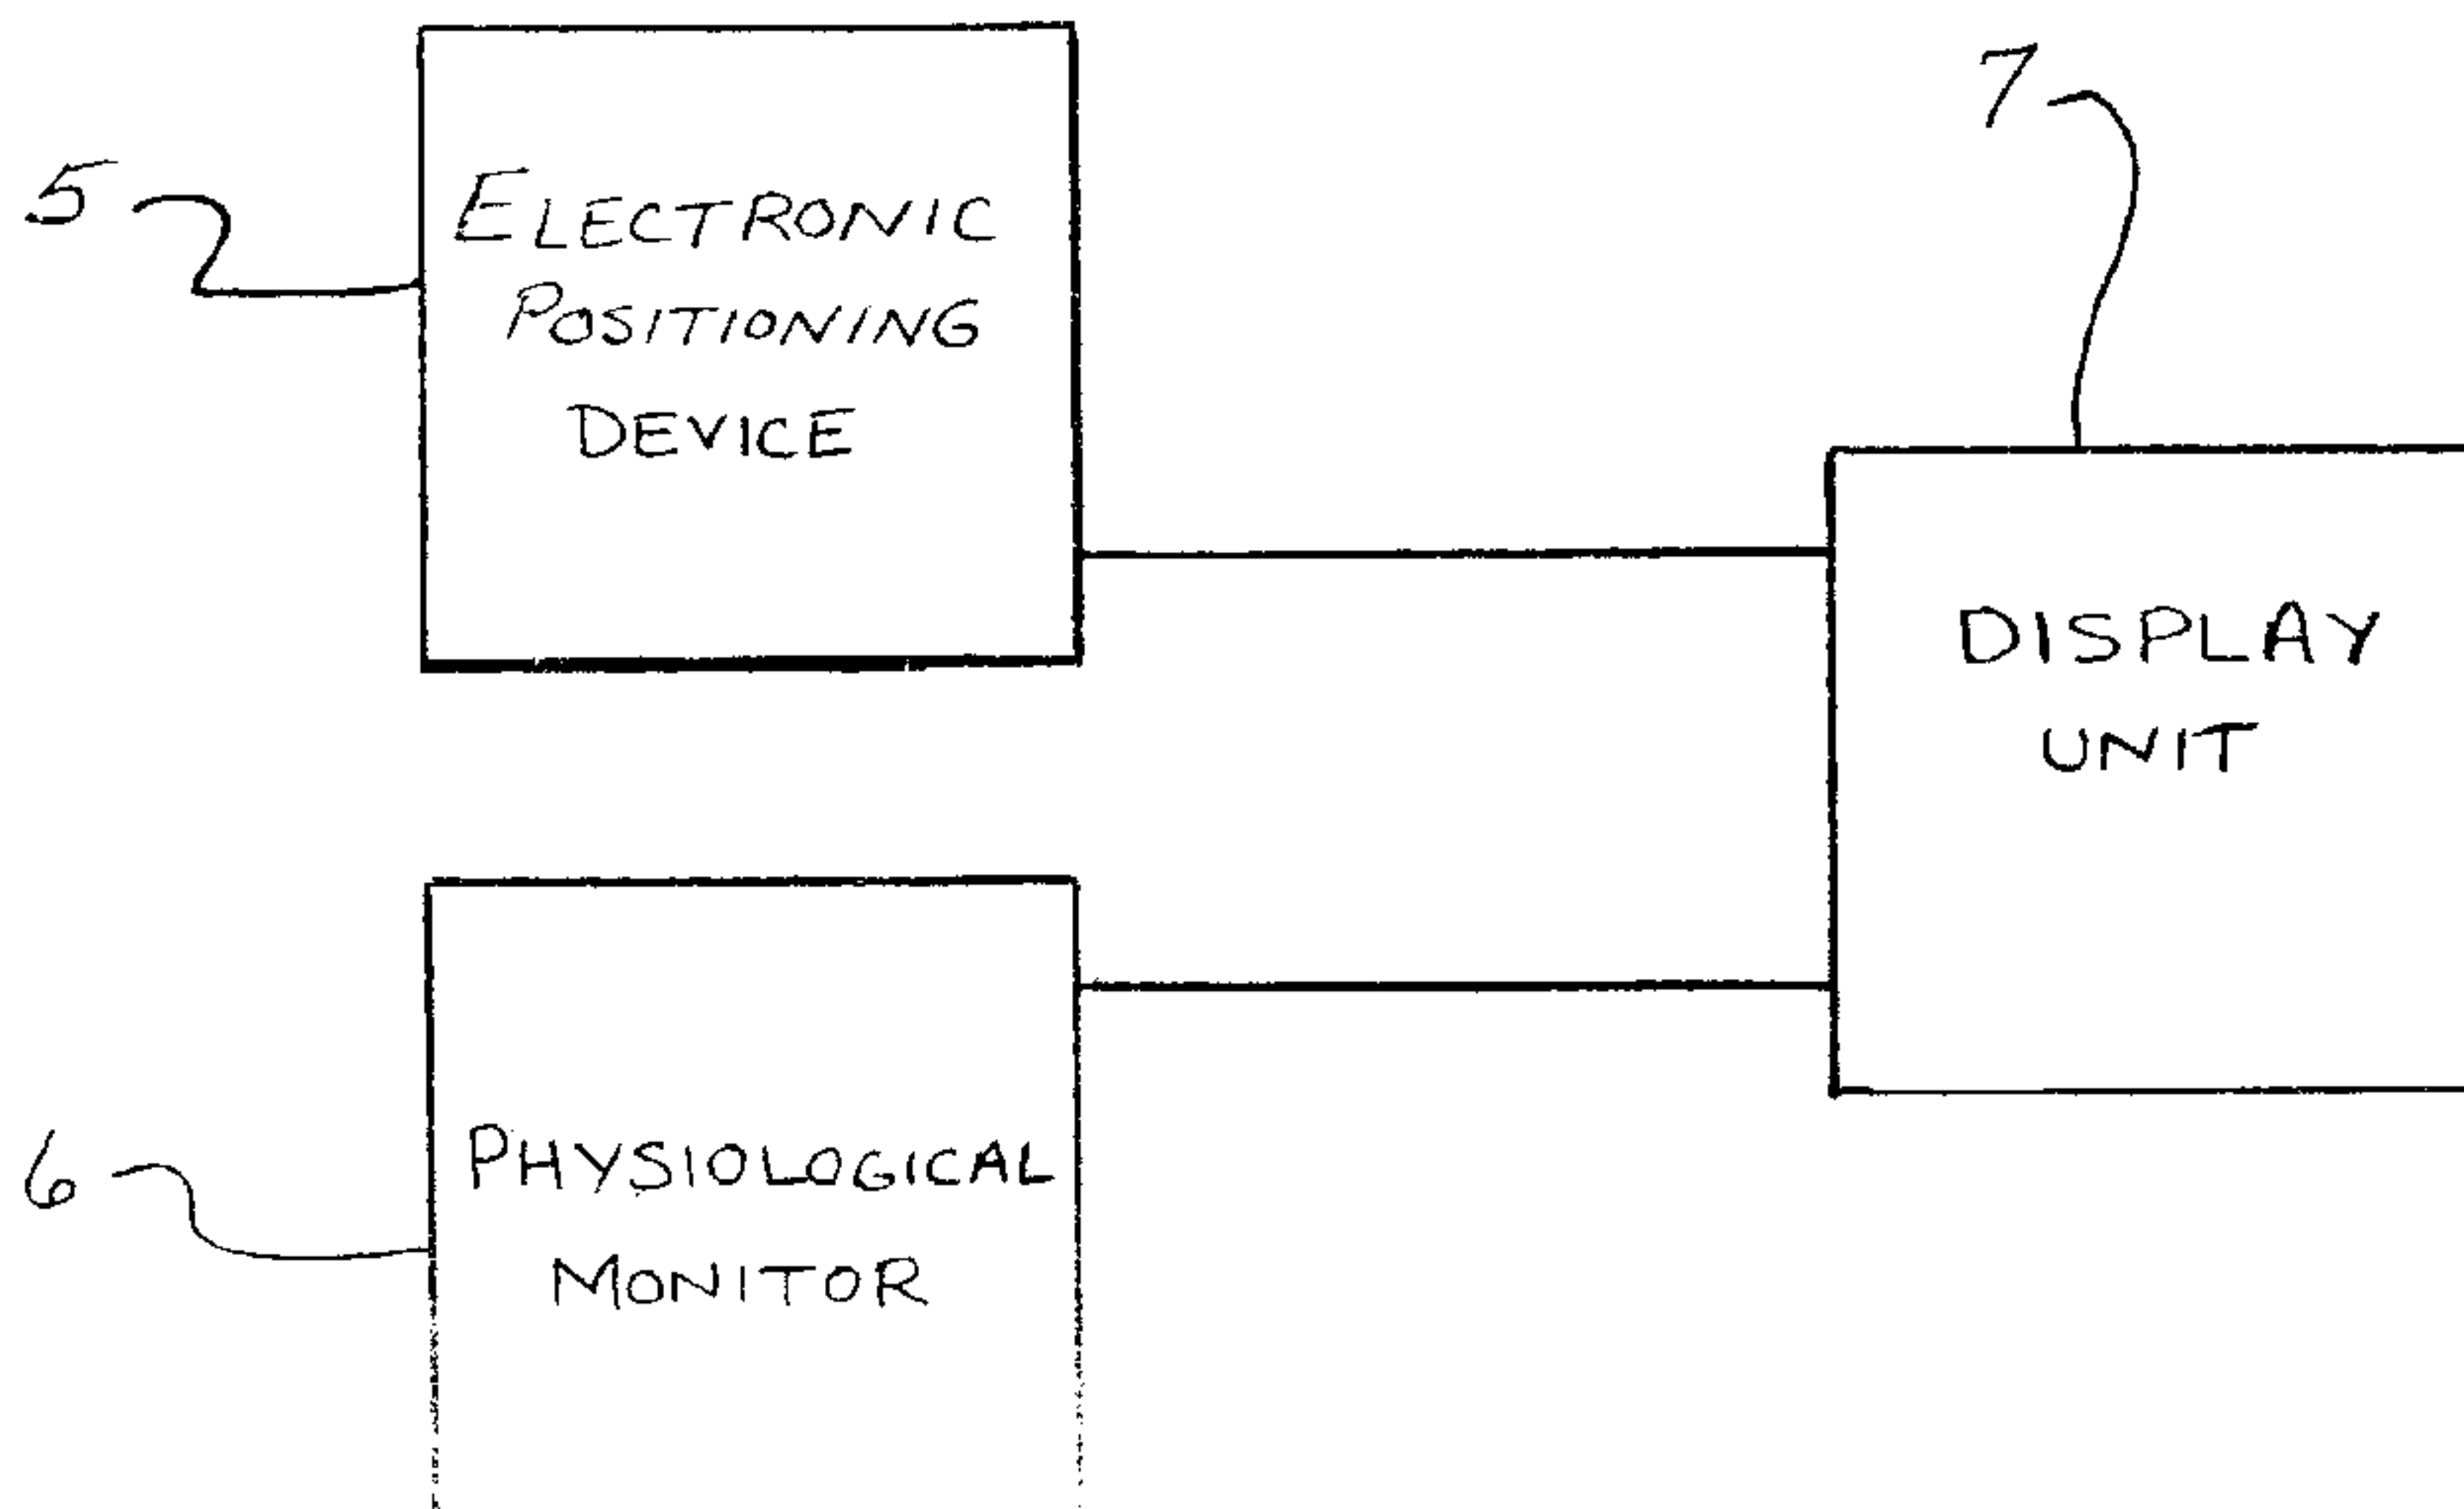 5
ELECTRONIC
POSITIONING
DEVICE
7
DISPLAY
UNIT
6
PHYSIOLOGICAL
MONITOR